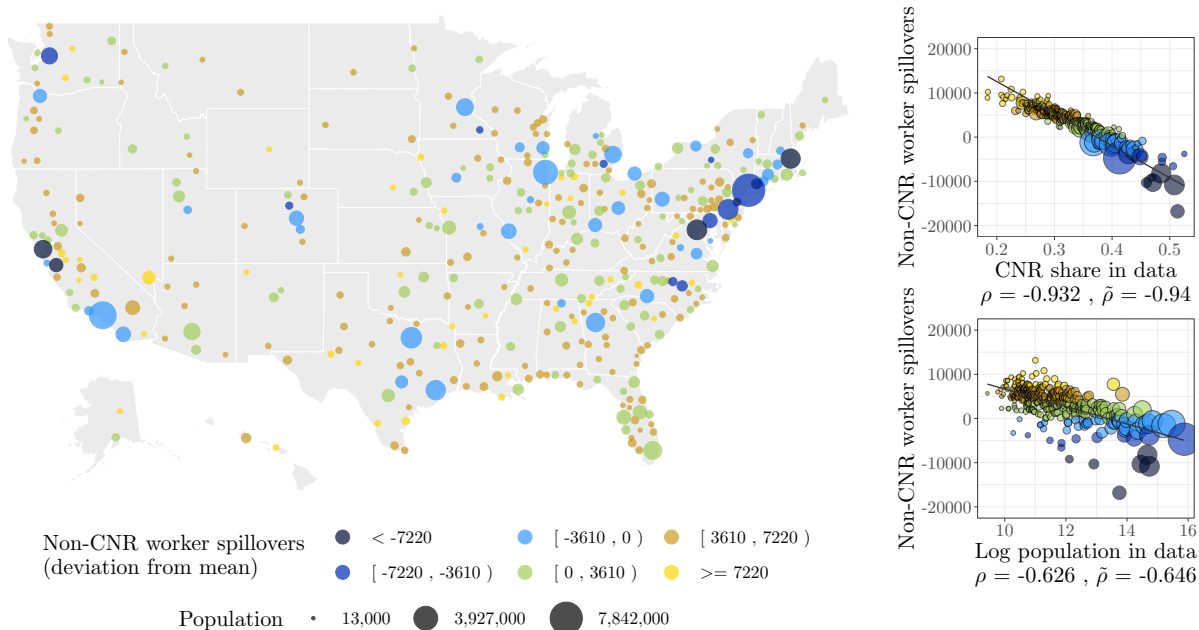 Non-CNR worker spillovers
20000
10000
0
-10000
-20000
0.2
0.3
0.4
0.5
CNR share in data
ρ = -0.932 , ρ̃ = -0.94
Non-CNR worker spillovers
20000
10000
0
-10000
-20000
10
12
14
16
Log population in data
ρ = -0.626 , ρ̃ = -0.646
Non-CNR worker spillovers
(deviation from mean)
< -7220
[ -3610 , 0 )
[ 3610 , 7220 )
[ -7220 , -3610 )
[ 0 , 3610 )
>= 7220
Population
13,000
3,927,000
7,842,000